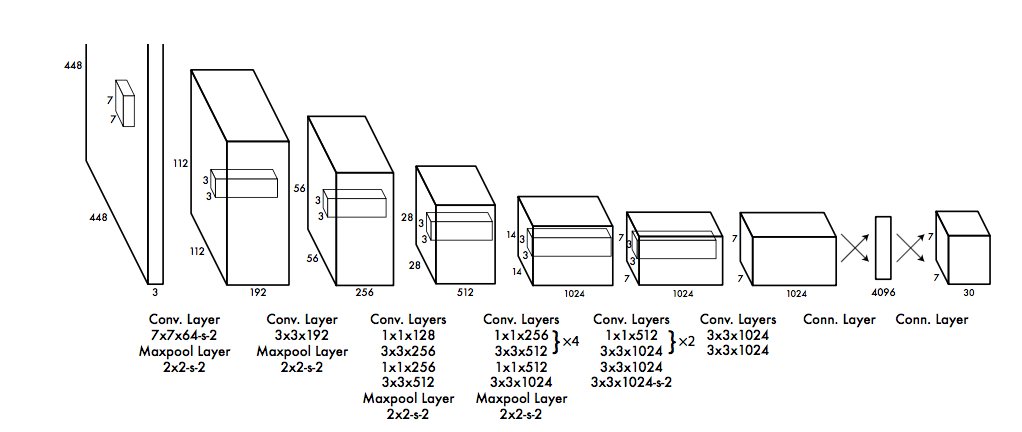 448
7
7
448
3
112
3
3
112
192
56
3
3
56
256
28
3
3
28
512
14
3
3
14
1024
7
3
3
7
1024
7
7
1024
4096
7
7
30
Conv. Layer
7x7x64-s-2
Maxpool Layer
2x2-s-2
Conv. Layer
3x3x192
Maxpool Layer
2x2-s-2
Conv. Layers
1x1x128
3x3x256
1x1x256
3x3x512
Maxpool Layer
2x2-s-2
Conv. Layers
1x1x256
3x3x512
}×4
1x1x512
3x3x1024
Maxpool Layer
2x2-s-2
Conv. Layers
1x1x512
3x3x1024
}×2
3x3x1024
3x3x1024-s-2
Conv. Layers
3x3x1024
3x3x1024
Conn. Layer
Conn. Layer